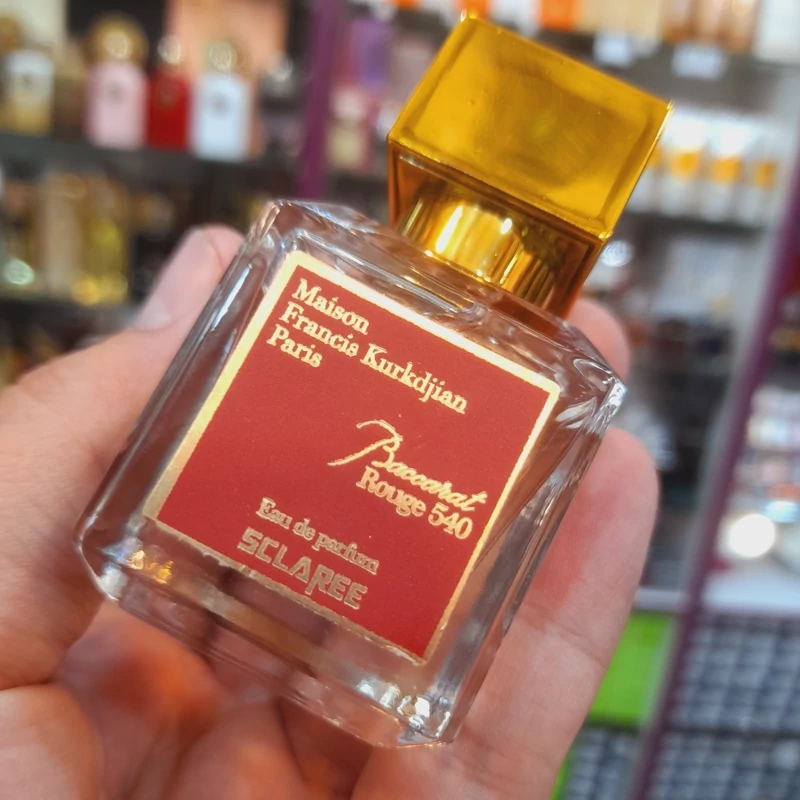 Maison
Francis Kurkdjian
Paris
Baccarat
Rouge 540
Eau de parfum
SCLAREE